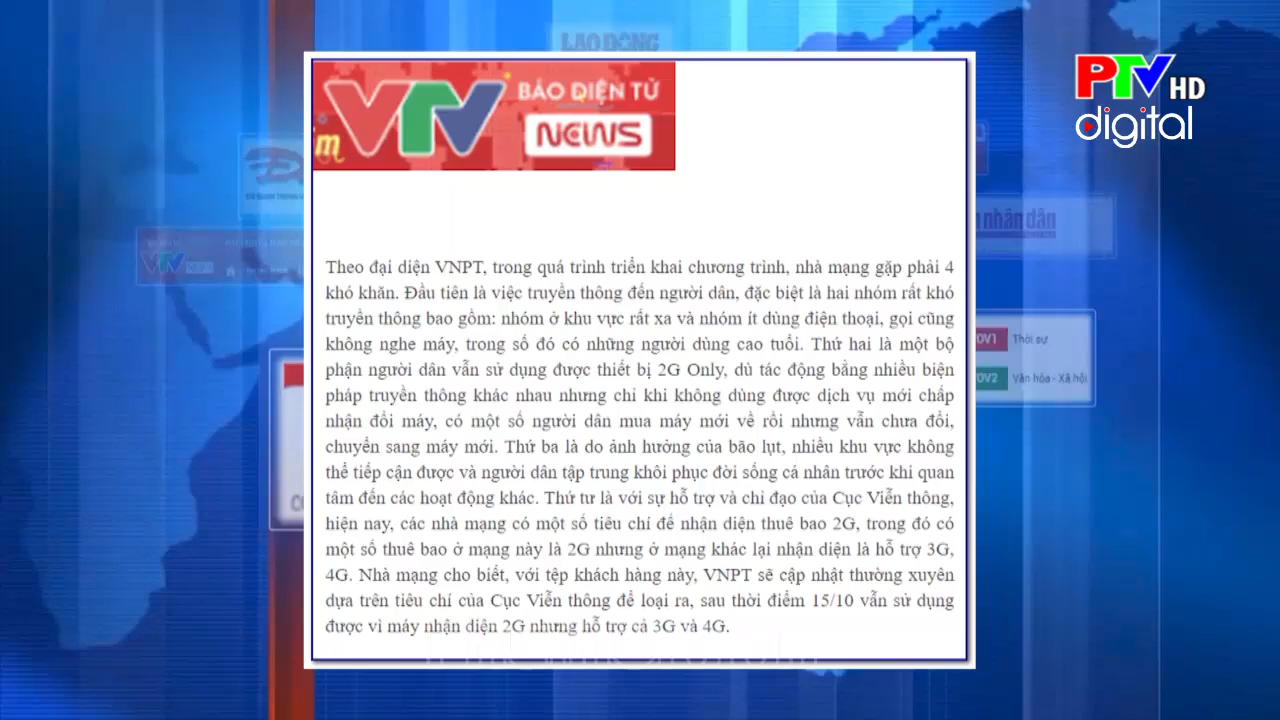 LAO ĐỘNG
VTV BÁO ĐIỆN TỬ
NEWS
PTV HD
digital
nhân dân
VTV
OV1 Thời sự
OV2 Văn hóa - Xã hội
Theo đại diện VNPT, trong quá trình triển khai chương trình, nhà mạng gặp phải 4
khó khăn. Đầu tiên là việc truyền thông đến người dân, đặc biệt là hai nhóm rất khó
truyền thông bao gồm: nhóm ở khu vực rất xa và nhóm ít dùng điện thoại, gọi cũng
không nghe máy, trong số đó có những người dùng cao tuổi. Thứ hai là một bộ
phận người dân vẫn sử dụng được thiết bị 2G Only, dù tác động bằng nhiều biện
pháp truyền thông khác nhau nhưng chỉ khi không dùng được dịch vụ mới chấp
nhận đổi máy, có một số người dân mua máy mới về rồi nhưng vẫn chưa đổi,
chuyển sang máy mới. Thứ ba là do ảnh hưởng của bão lụt, nhiều khu vực không
thể tiếp cận được và người dân tập trung khôi phục đời sống cá nhân trước khi quan
tâm đến các hoạt động khác. Thứ tư là với sự hỗ trợ và chỉ đạo của Cục Viễn thông,
hiện nay, các nhà mạng có một số tiêu chí để nhận diện thuê bao 2G, trong đó có
một số thuê bao ở mạng này là 2G nhưng ở mạng khác lại nhận diện là hỗ trợ 3G,
4G. Nhà mạng cho biết, với tệp khách hàng này, VNPT sẽ cập nhật thường xuyên
dựa trên tiêu chí của Cục Viễn thông để loại ra, sau thời điểm 15/10 vẫn sử dụng
được vì máy nhận diện 2G nhưng hỗ trợ cả 3G và 4G.